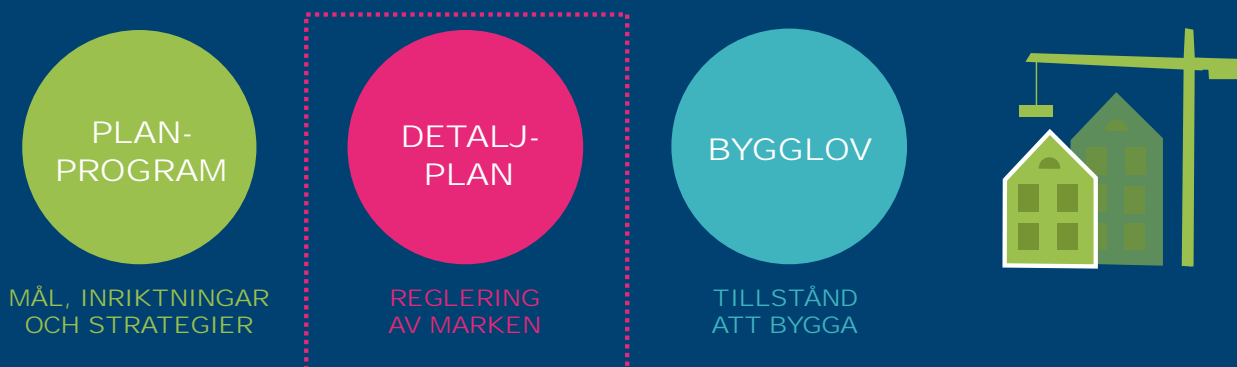 PLAN-
PROGRAM
MÅL, INRIKTNINGAR
OCH STRATEGIER
DETALJ-
PLAN
REGLERING
AV MARKEN
BYGGLOV
TILLSTÅND
ATT BYGGA